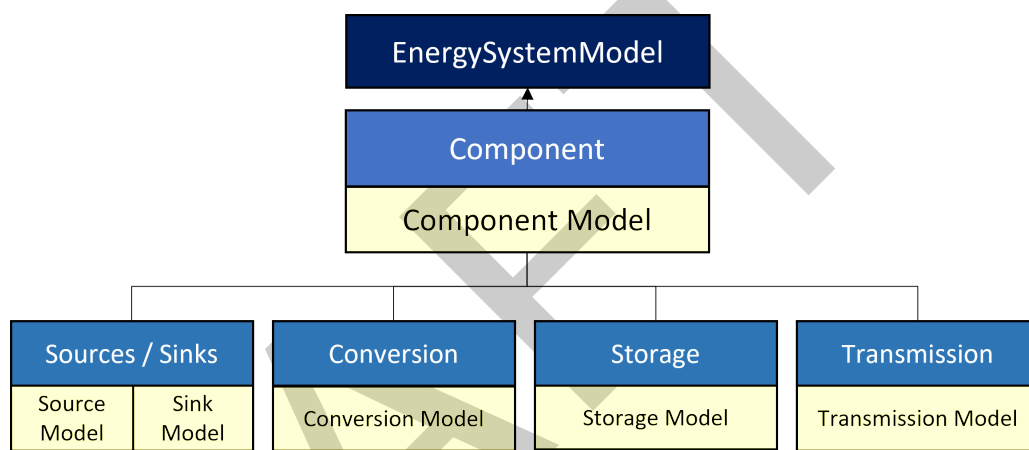 EnergySystemModel
Component
Component Model
Sources / Sinks
Conversion
Storage
Transmission
Source
Model
Sink
Model
Conversion Model
Storage Model
Transmission Model